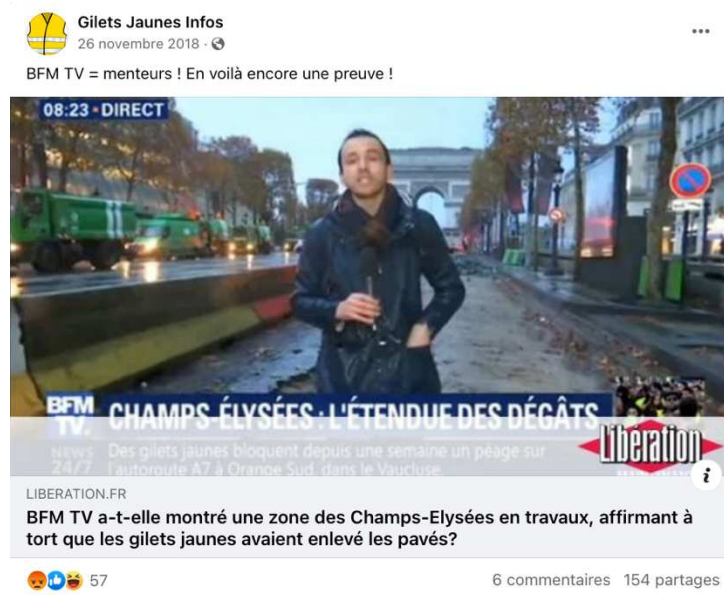 Gilets Jaunes Infos
26 novembre 2018
BFM TV = menteurs ! En voilà encore une preuve !
08:23 • DIRECT
BFM
TV.
CHAMPS-ÉLYSÉES : L'ÉTENDUE DES DÉGÂTS
NEWS
24/7
Des gilets jaunes bloquent depuis une semaine un péage sur
l'autoroute A7 à Orange Sud, dans le Vaucluse
Libération
LIBERATION.FR
BFM TV a-t-elle montré une zone des Champs-Elysées en travaux, affirmant à
tort que les gilets jaunes avaient enlevé les pavés?
57
6 commentaires 154 partages